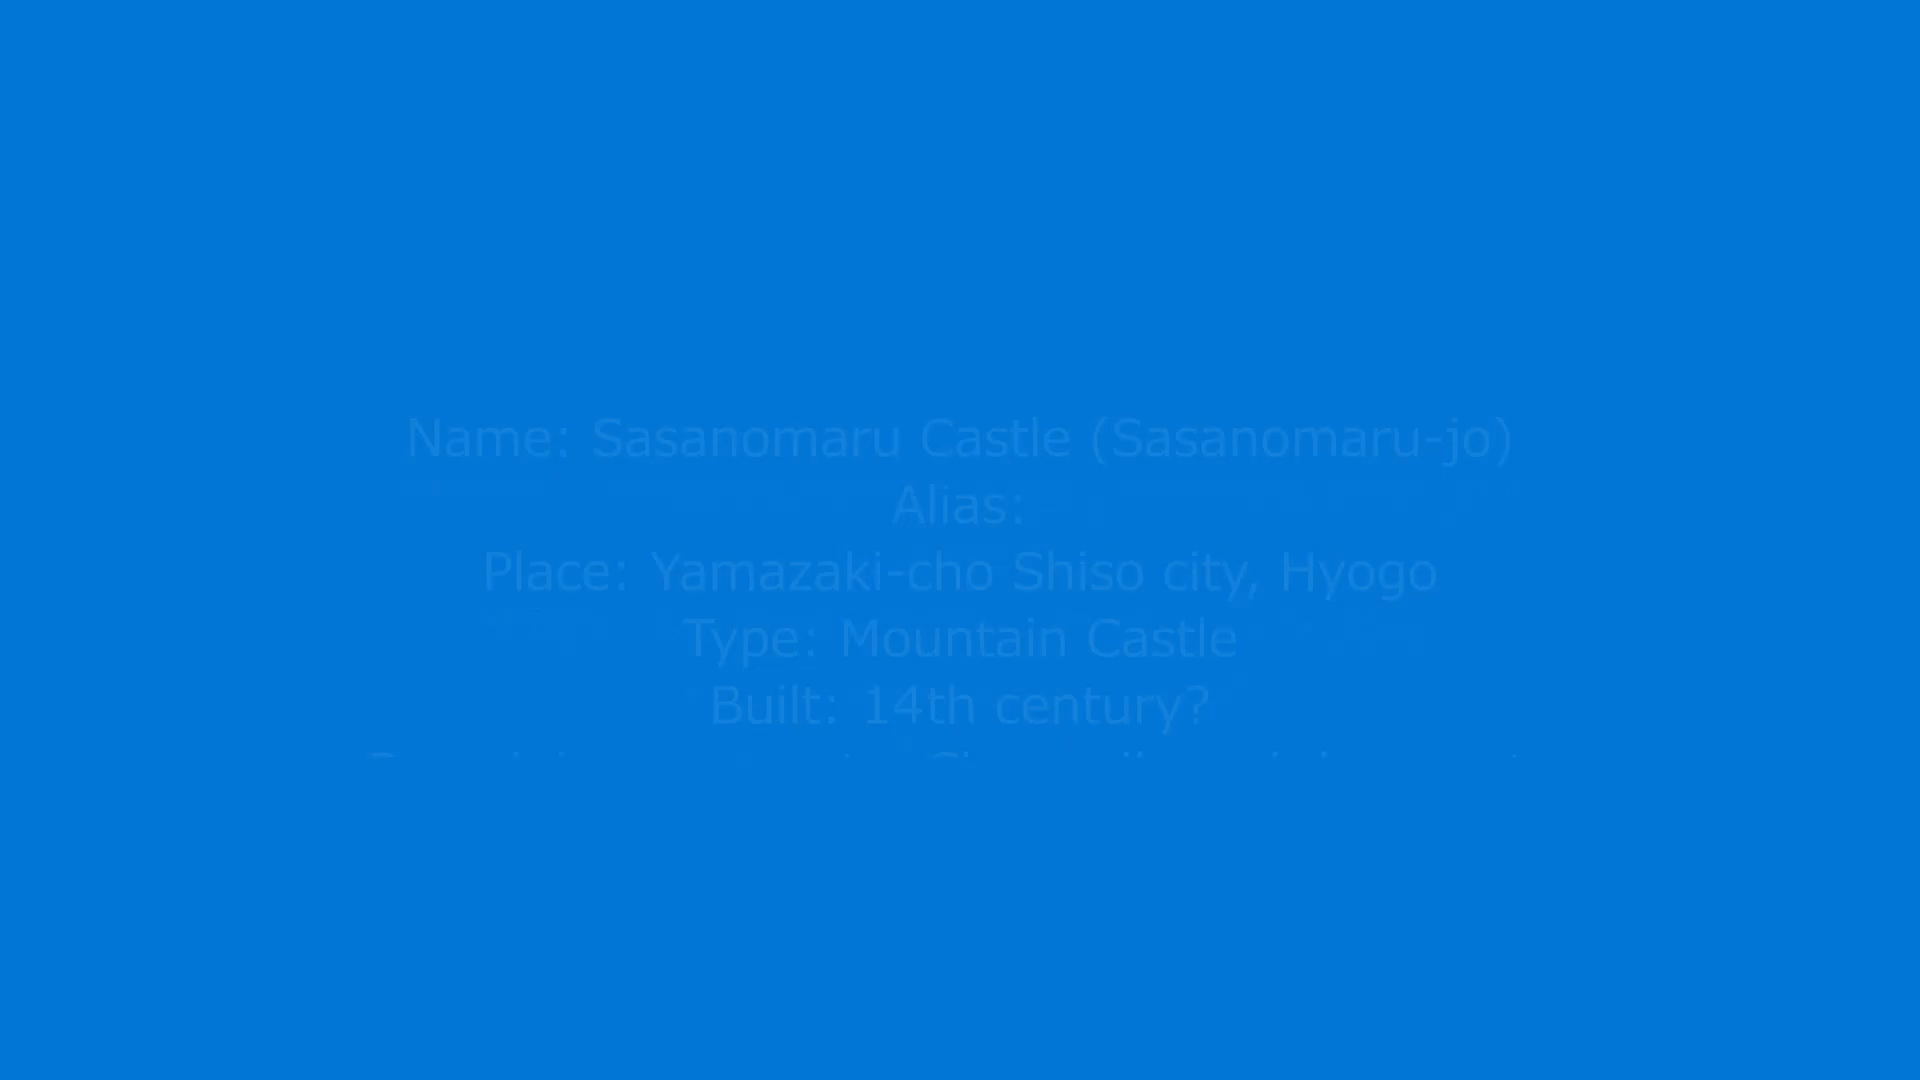 Name: Sasanomaru Castle (Sasanomaru-jo)
Alias:
Place: Yamazaki-cho Shiso city, Hyogo
Type: Mountain Castle
Built: 14th century?